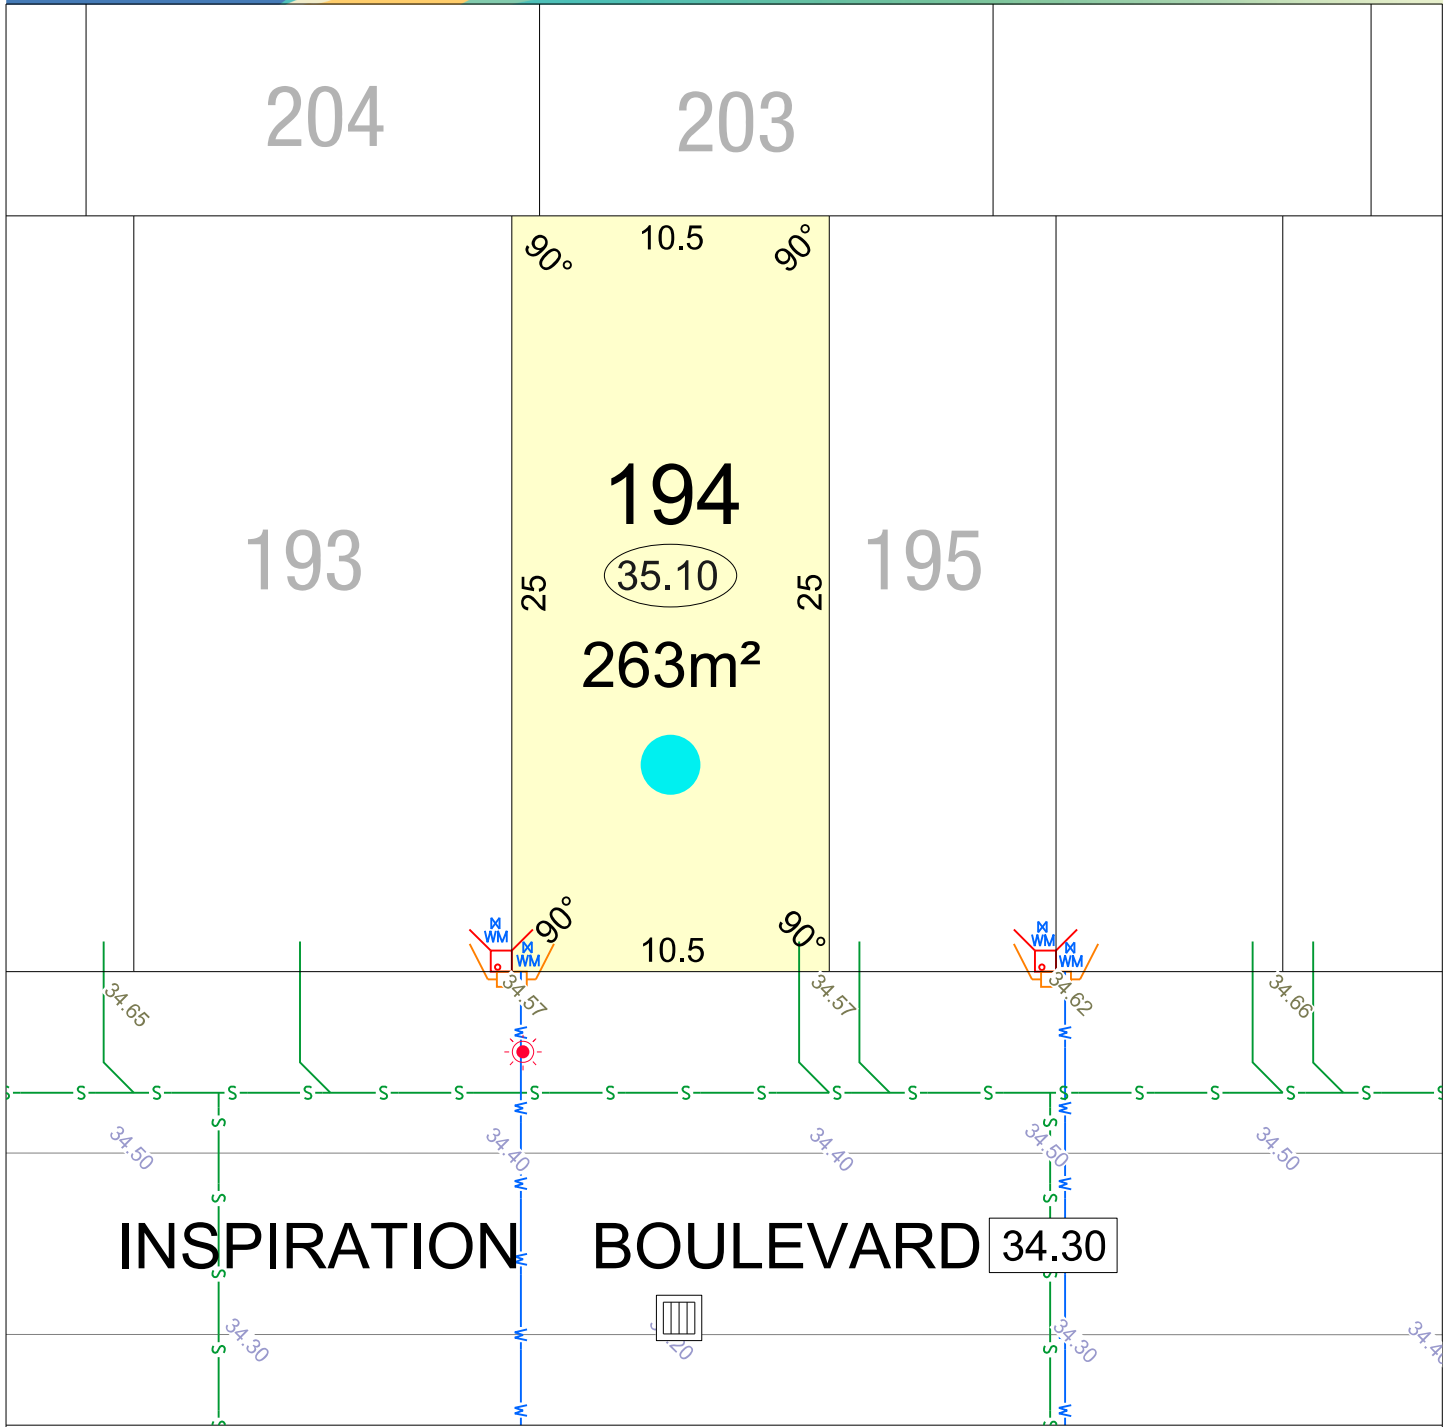 204
203
10.5
90°
90°
194
35.10
263m²
25
25
193
195
90°
10.5
90°
WM
WM
WM
WM
34.65
34.57
34.57
34.62
34.66
W
W
S S S S S S S S S S S S S S S S S S S S
W
W
S
S
34.50
34.40
34.40
34.50
34.50
S
W
S
W
INSPIRATION BOULEVARD 34.30
S
W
S
34.30
W
34.30
S
W
S
W
S
W